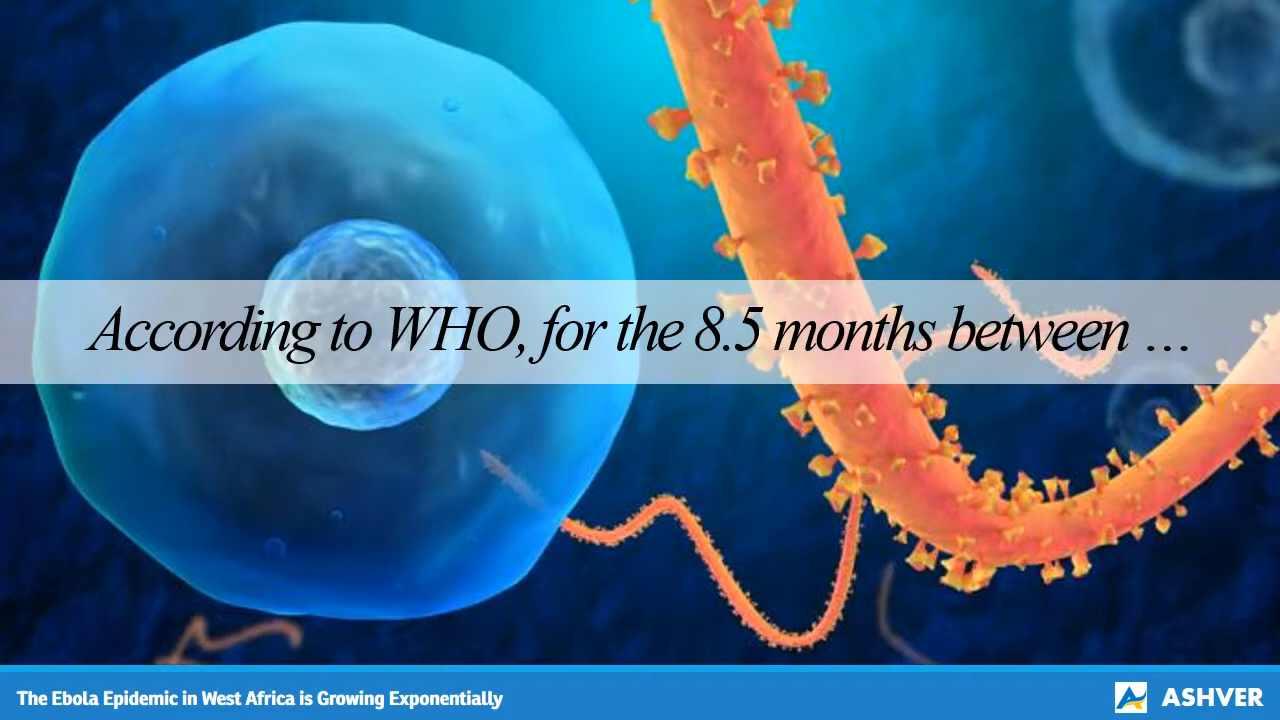 According to WHO, for the 8.5 months between …
The Ebola Epidemic in West Africa is Growing Exponentially
ASHVER